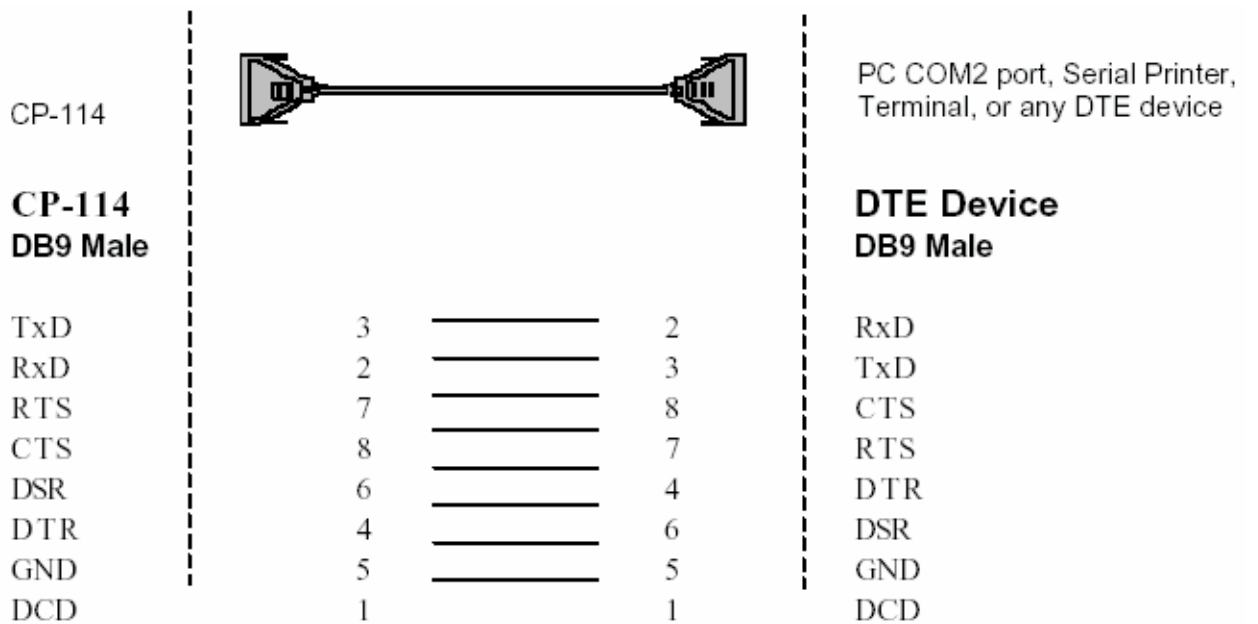 CP-114
PC COM2 port, Serial Printer,
Terminal, or any DTE device
CP-114
DB9 Male
DTE Device
DB9 Male
TxD 3 2 RxD
RxD 2 3 TxD
RTS 7 8 CTS
CTS 8 7 RTS
DSR 6 4 DTR
DTR 4 6 DSR
GND 5 5 GND
DCD 1 1 DCD